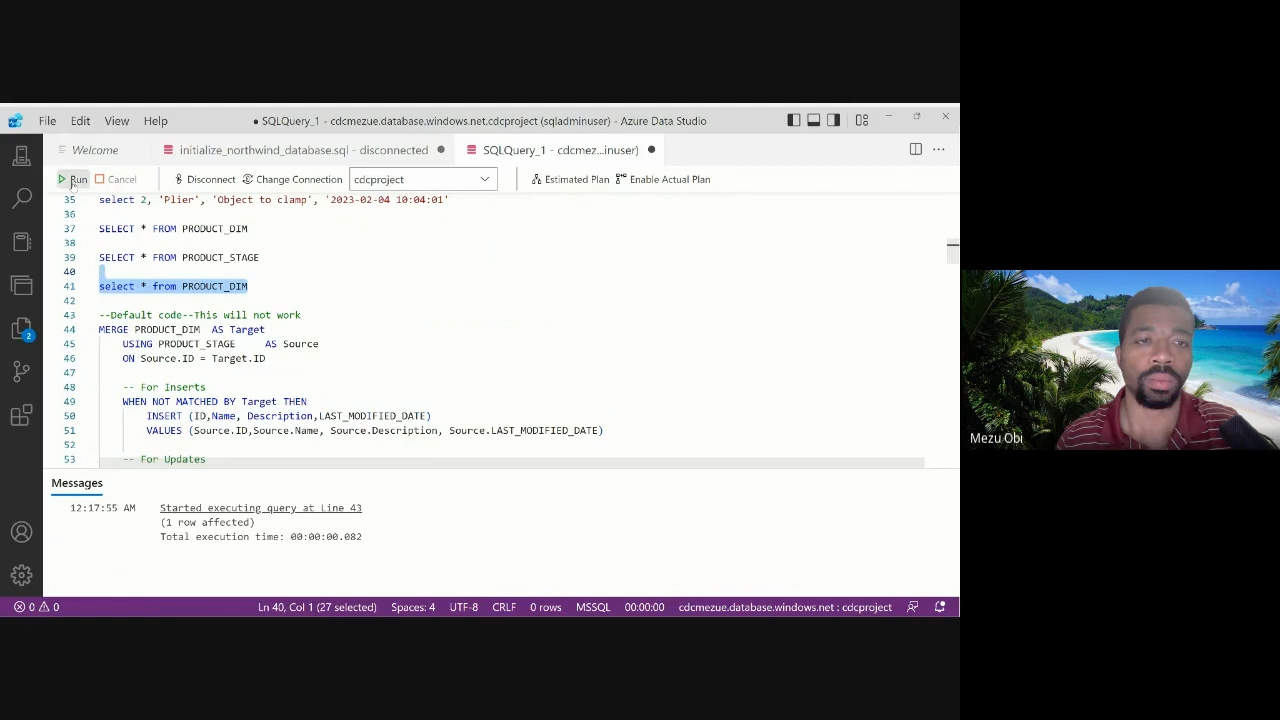 File Edit View Help
● SQLQuery_1 - cdcmezue.database.windows.net.cdcproject (sqladminuser) - Azure Data Studio
Welcome
initialize_northwind_database.sql - disconnected
SQLQuery_1 - cdcmez...inuser)
Run Cancel Disconnect Change Connection cdcproject Estimated Plan Enable Actual Plan
35 select 2, 'Plier', 'Object to clamp', '2023-02-04 10:04:01'
36
37 SELECT * FROM PRODUCT_DIM
38
39 SELECT * FROM PRODUCT_STAGE
40
41 select * from PRODUCT_DIM
42
43 --Default code--This will not work
44 MERGE PRODUCT_DIM AS Target
45 USING PRODUCT_STAGE AS Source
46 ON Source.ID = Target.ID
47
48 -- For Inserts
49 WHEN NOT MATCHED BY Target THEN
50 INSERT (ID,Name, Description,LAST_MODIFIED_DATE)
51 VALUES (Source.ID,Source.Name, Source.Description, Source.LAST_MODIFIED_DATE)
52
53 -- For Updates
Messages
12:17:55 AM Started executing query at Line 43
(1 row affected)
Total execution time: 00:00:00.082
2
0 0 Ln 40, Col 1 (27 selected) Spaces: 4 UTF-8 CRLF 0 rows MSSQL 00:00:00 cdcmezue.database.windows.net : cdcproject
Mezu Obi